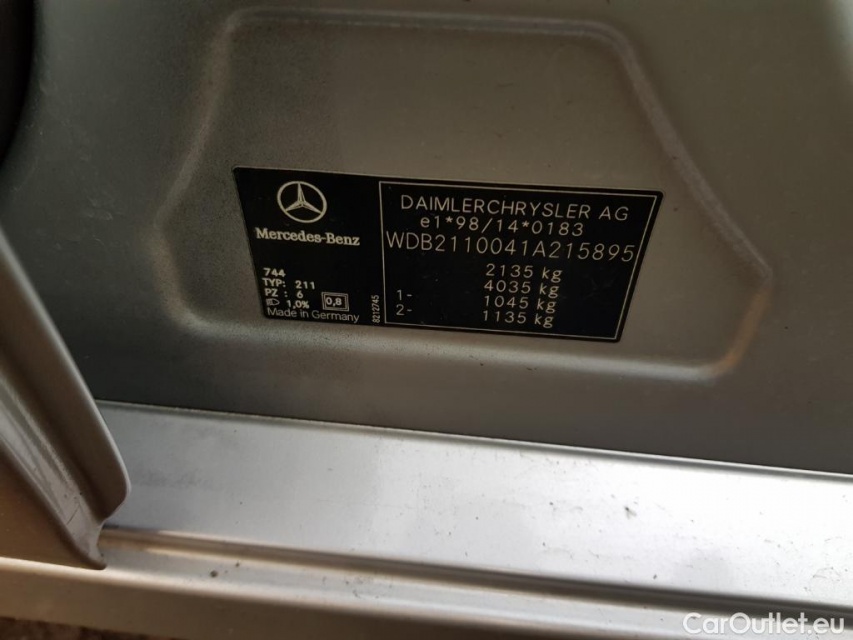 Mercedes-Benz
744
TYP: 211
PZ : 6
1,0% 0,8
Made in Germany
8212745
DAIMLERCHRYSLER AG
e1*98/14*0183
WDB2110041A215895
2135 kg
4035 kg
1- 1045 kg
2- 1135 kg
CarOutlet.eu